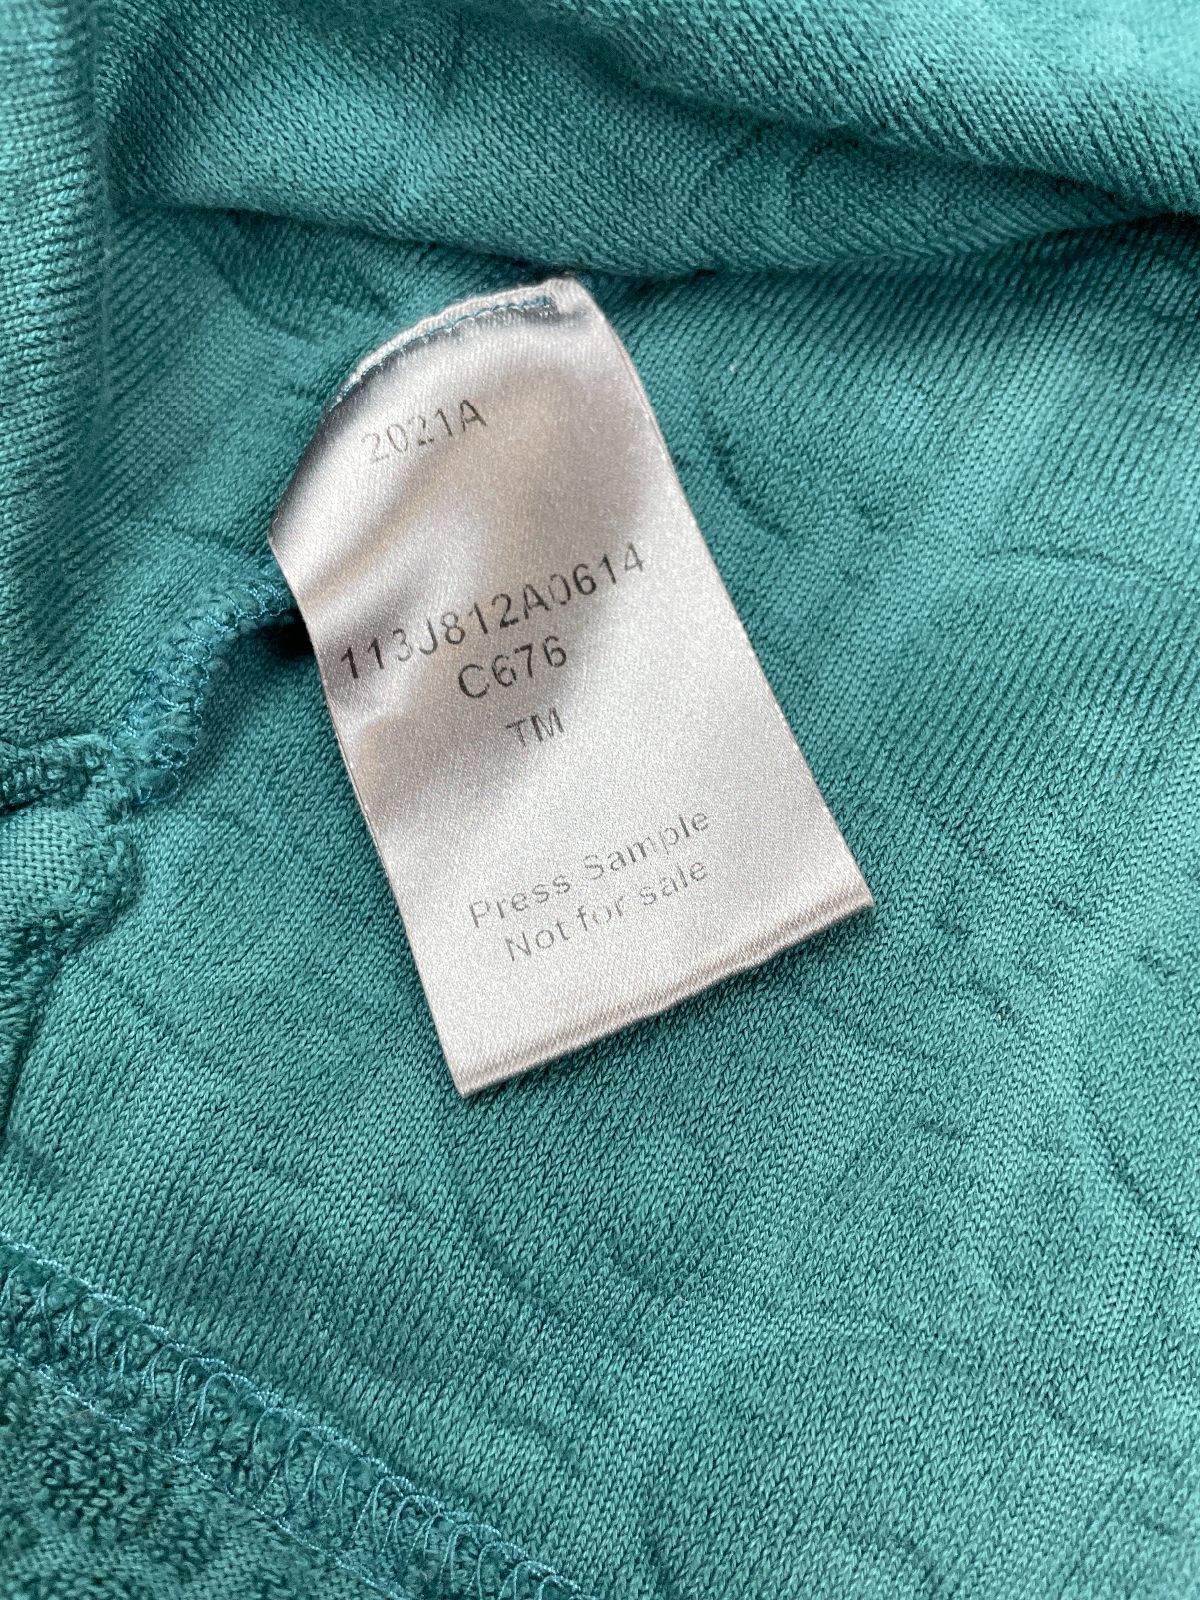 2021A
113J812A0614
C676
TM
Press Sample
Not for sale